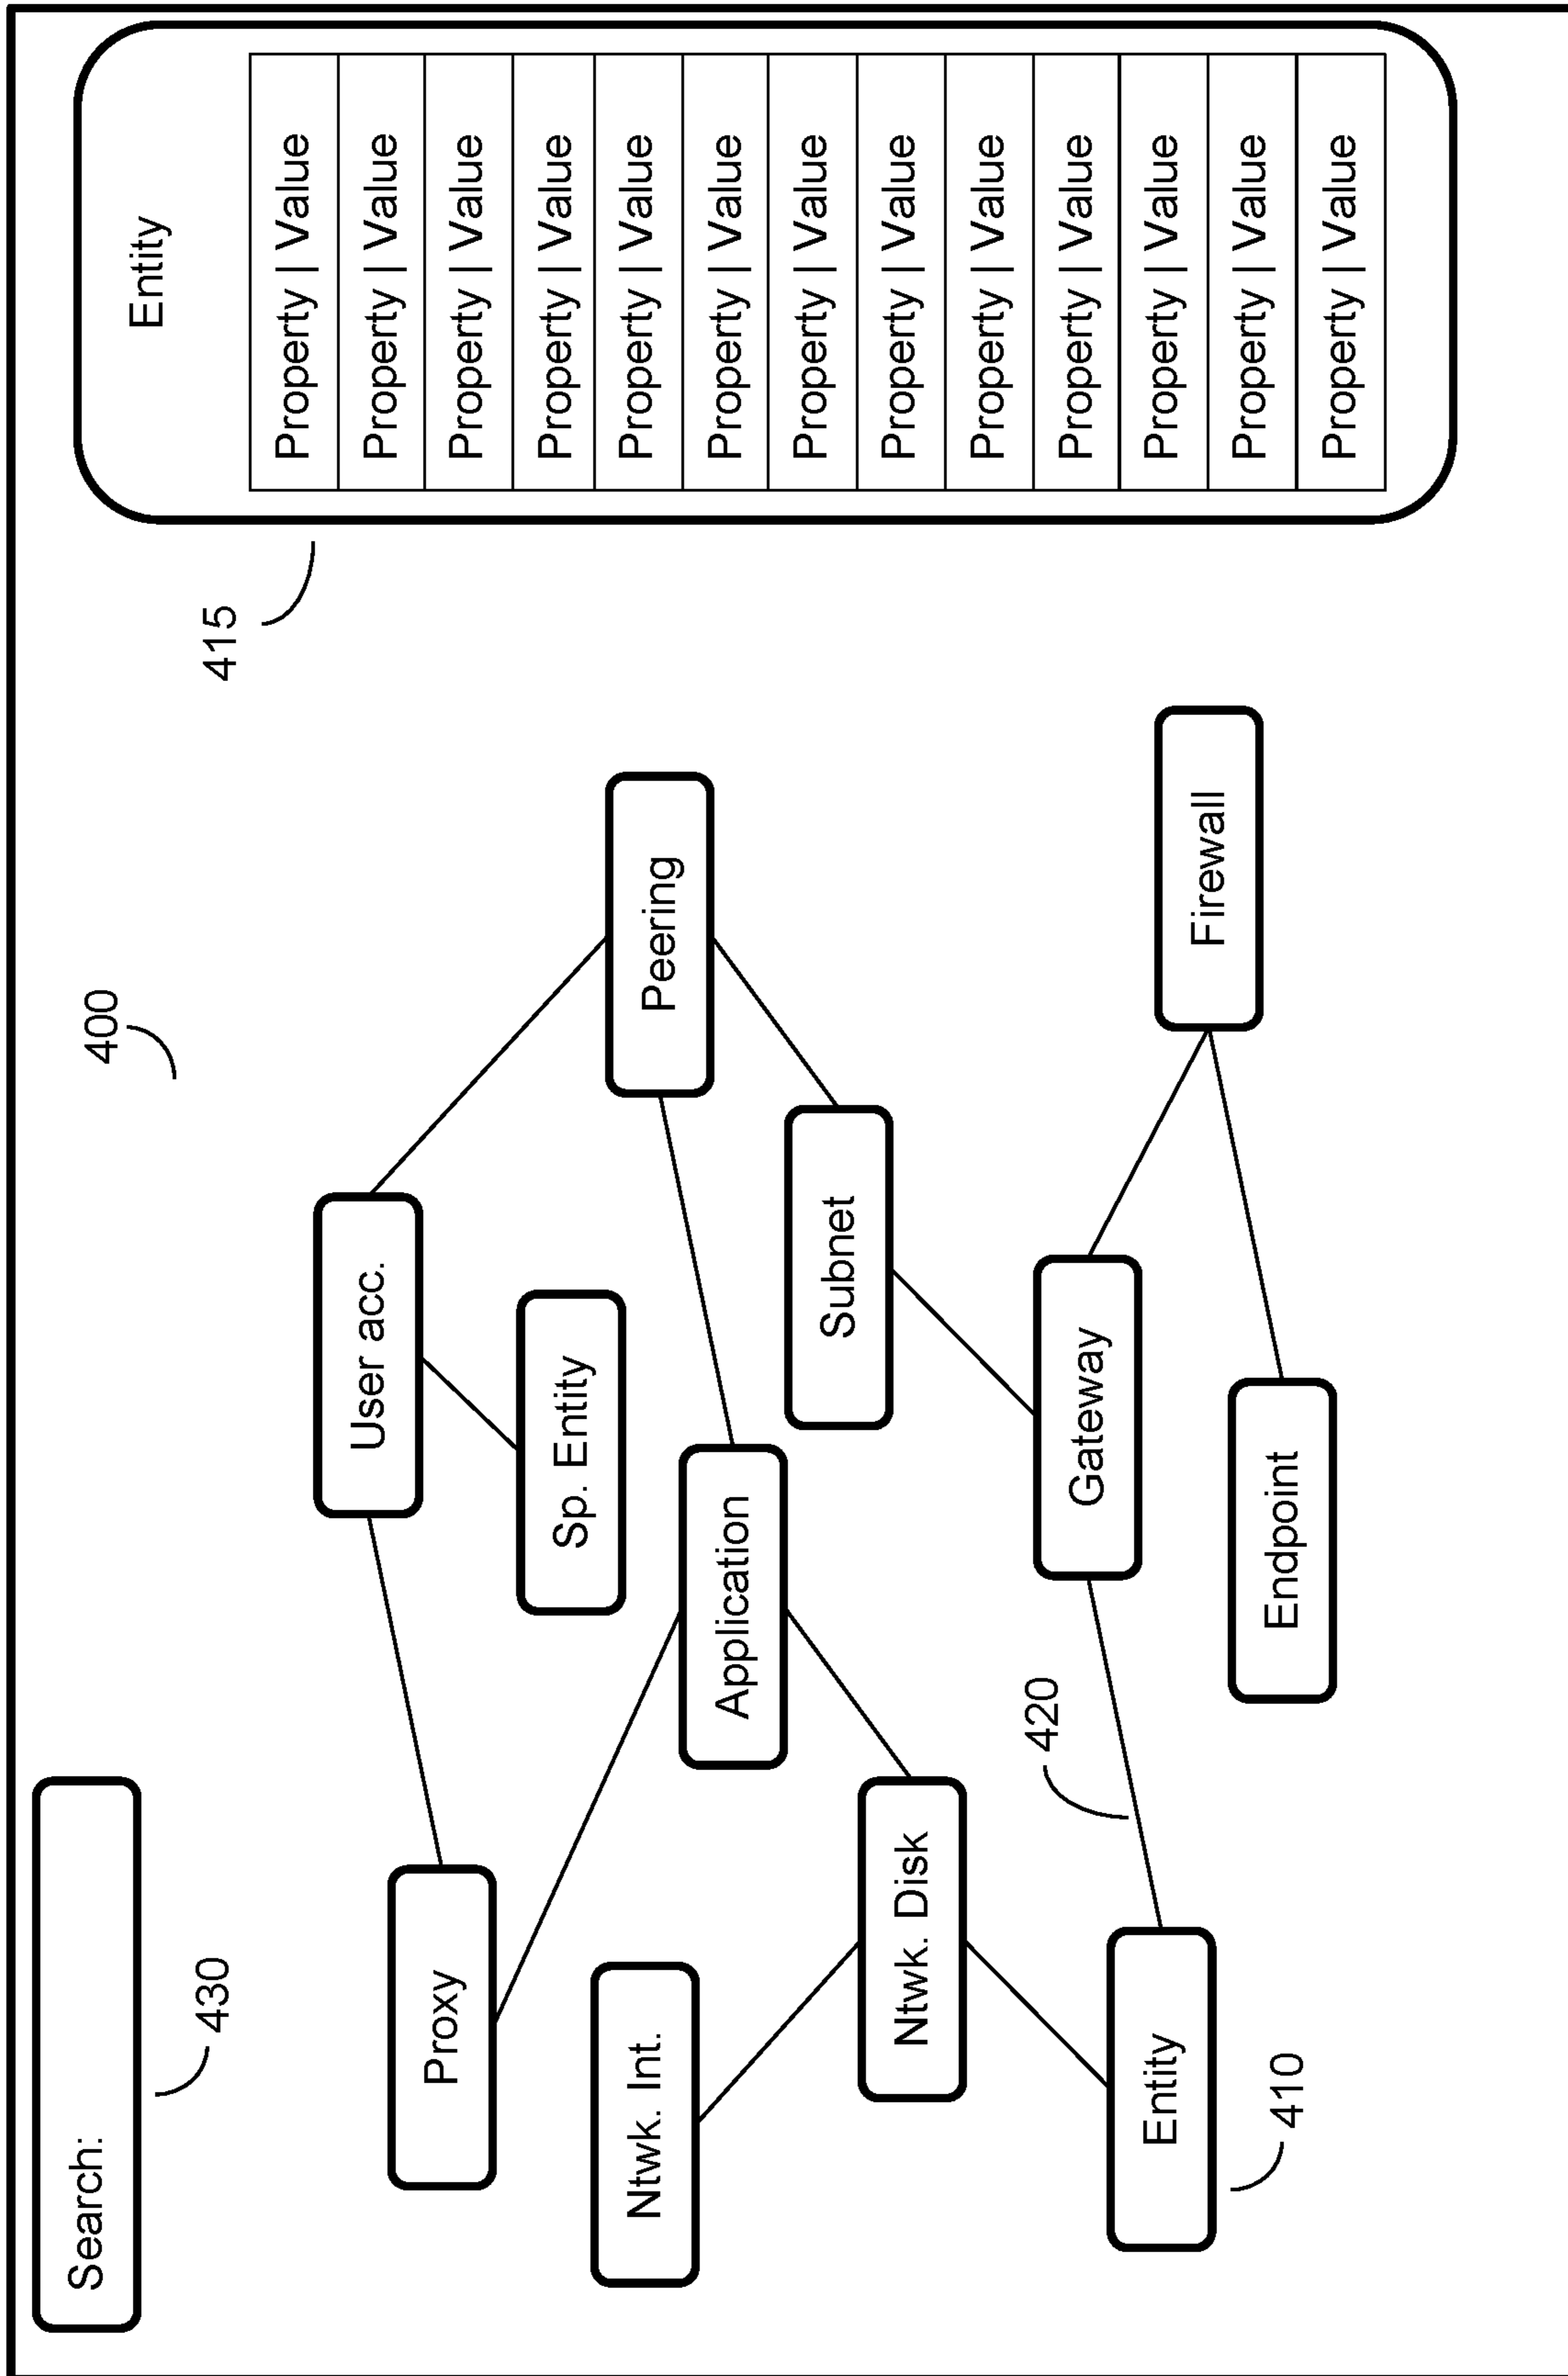 Search:
430
400
415
Entity
Property | Value
Property | Value
Property | Value
Property | Value
Property | Value
Property | Value
Property | Value
Property | Value
Property | Value
Property | Value
Property | Value
Property | Value
Property | Value
User acc.
Proxy
Sp. Entity
Peering
Ntwk. Int.
Application
Subnet
Ntwk. Disk
420
Gateway
Entity
Firewall
Endpoint
410